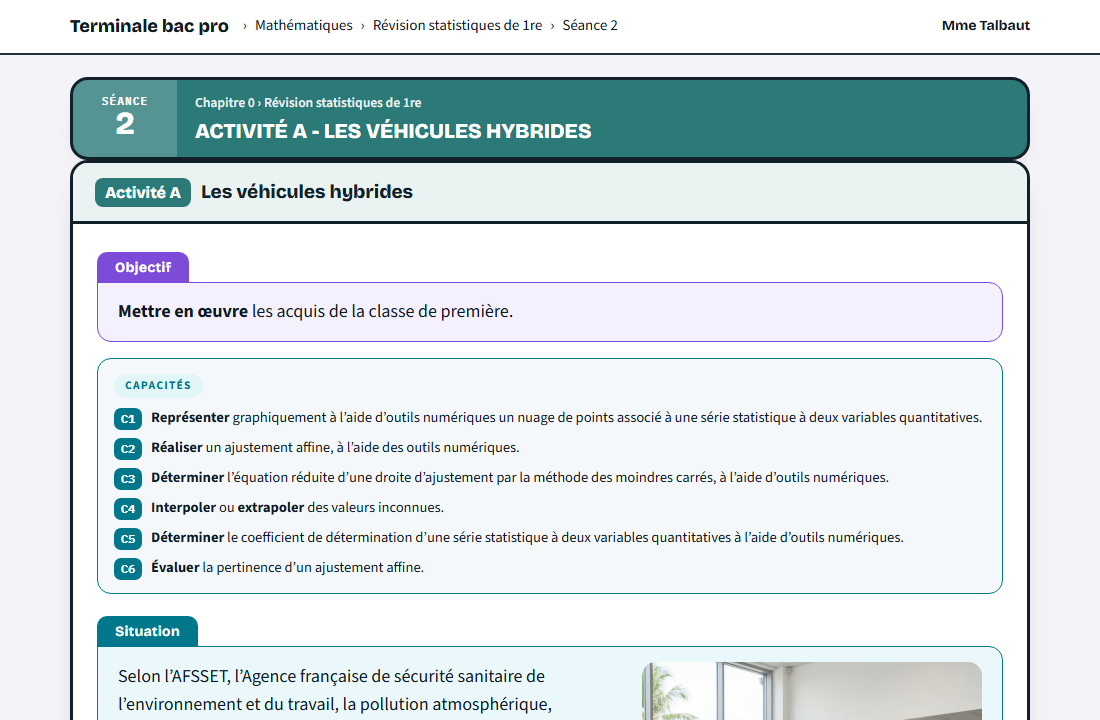 Terminale bac pro › Mathématiques › Révision statistiques de 1re › Séance 2
Mme Talbaut
SÉANCE
2
Chapitre 0 › Révision statistiques de 1re
ACTIVITÉ A - LES VÉHICULES HYBRIDES
Activité A Les véhicules hybrides
Objectif
Mettre en œuvre les acquis de la classe de première.
CAPACITÉS
C1 Représenter graphiquement à l’aide d’outils numériques un nuage de points associé à une série statistique à deux variables quantitatives.
C2 Réaliser un ajustement affine, à l’aide des outils numériques.
C3 Déterminer l’équation réduite d’une droite d’ajustement par la méthode des moindres carrés, à l’aide d’outils numériques.
C4 Interpoler ou extrapoler des valeurs inconnues.
C5 Déterminer le coefficient de détermination d’une série statistique à deux variables quantitatives à l’aide d’outils numériques.
C6 Évaluer la pertinence d’un ajustement affine.
Situation
Selon l’AFSSET, l’Agence française de sécurité sanitaire de
l’environnement et du travail, la pollution atmosphérique,